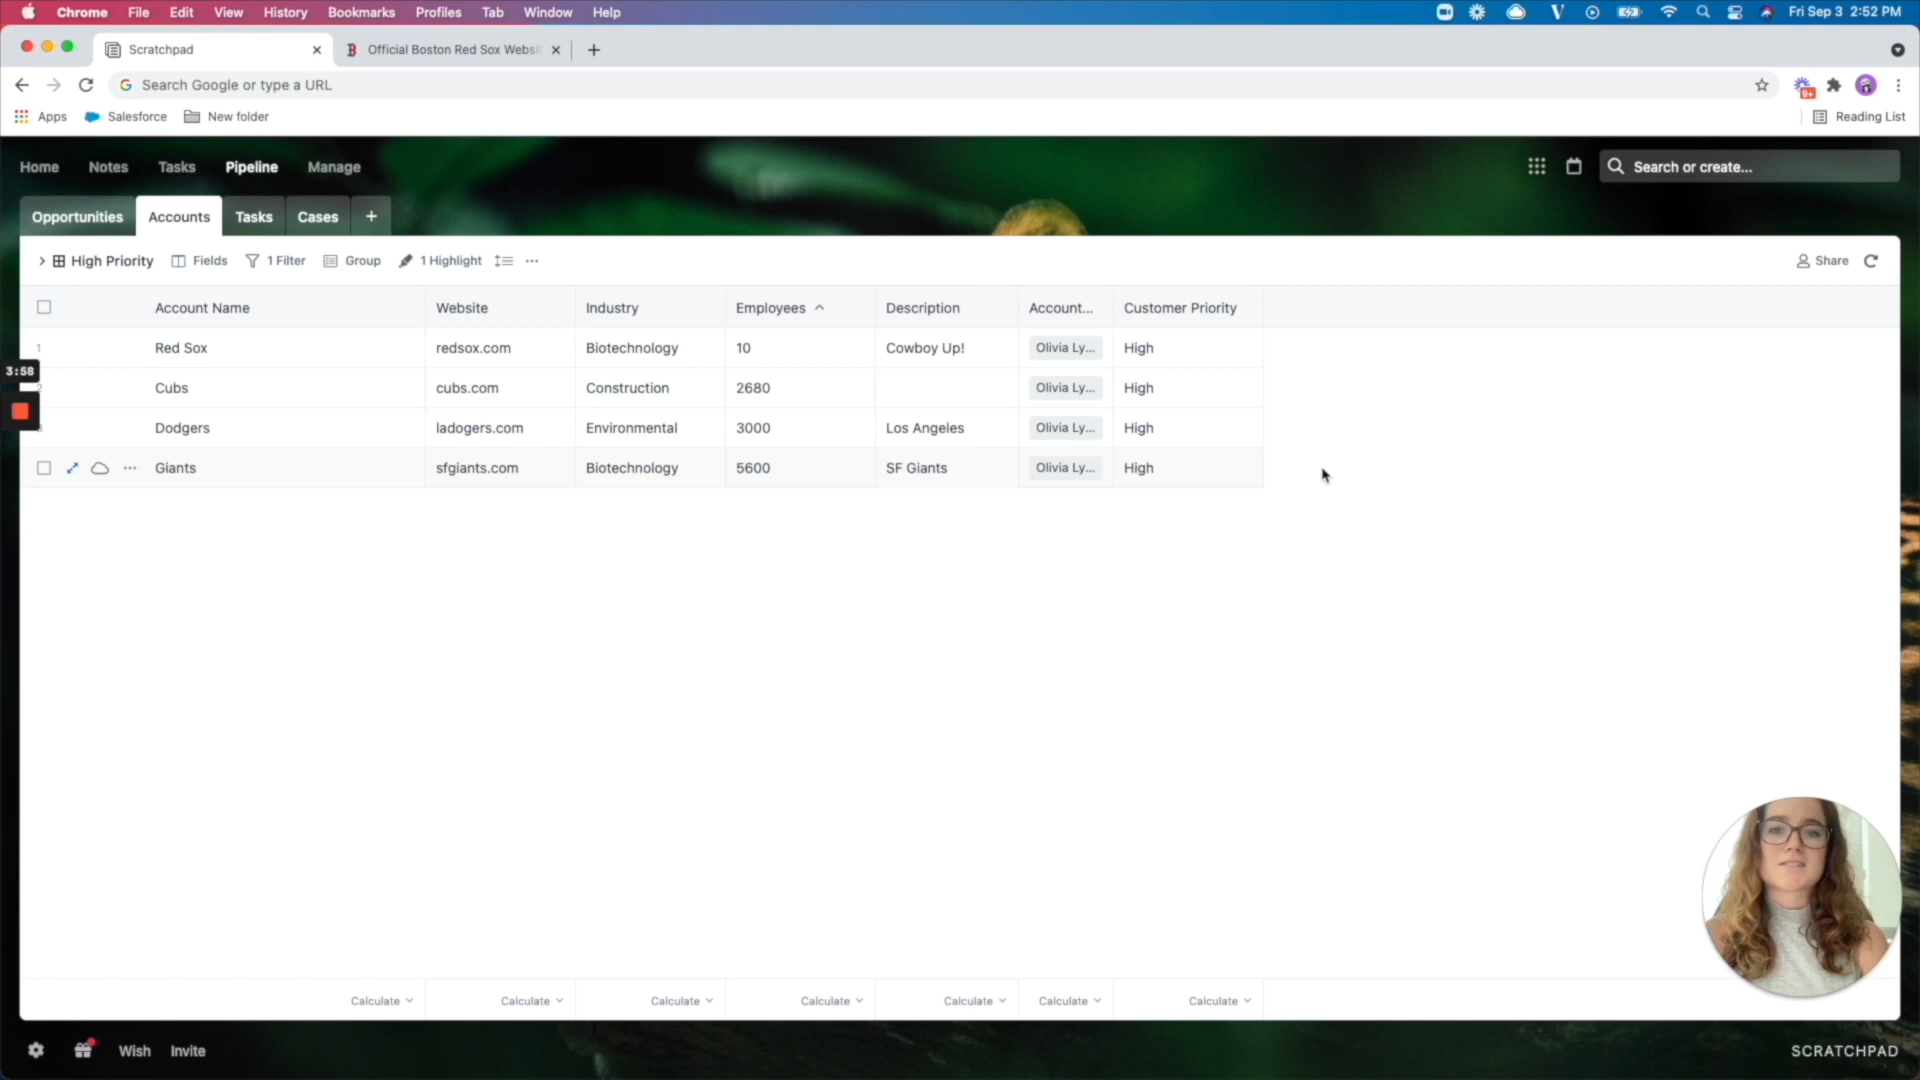 Chrome File Edit View History Bookmarks Profiles Tab Window Help
Fri Sep 3 2:52 PM
Scratchpad
Official Boston Red Sox Websi
Search Google or type a URL
9+
Apps Salesforce New folder
Reading List
Home Notes Tasks Pipeline Manage
Search or create...
Opportunities Accounts Tasks Cases +
High Priority Fields 1 Filter Group 1 Highlight
Share
Account Name Website Industry Employees Description Account... Customer Priority
1 Red Sox redsox.com Biotechnology 10 Cowboy Up! Olivia Ly... High
3:58
Cubs cubs.com Construction 2680 Olivia Ly... High
Dodgers ladogers.com Environmental 3000 Los Angeles Olivia Ly... High
Giants sfgiants.com Biotechnology 5600 SF Giants Olivia Ly... High
Calculate Calculate Calculate Calculate Calculate Calculate Calculate
Wish Invite
SCRATCHPAD